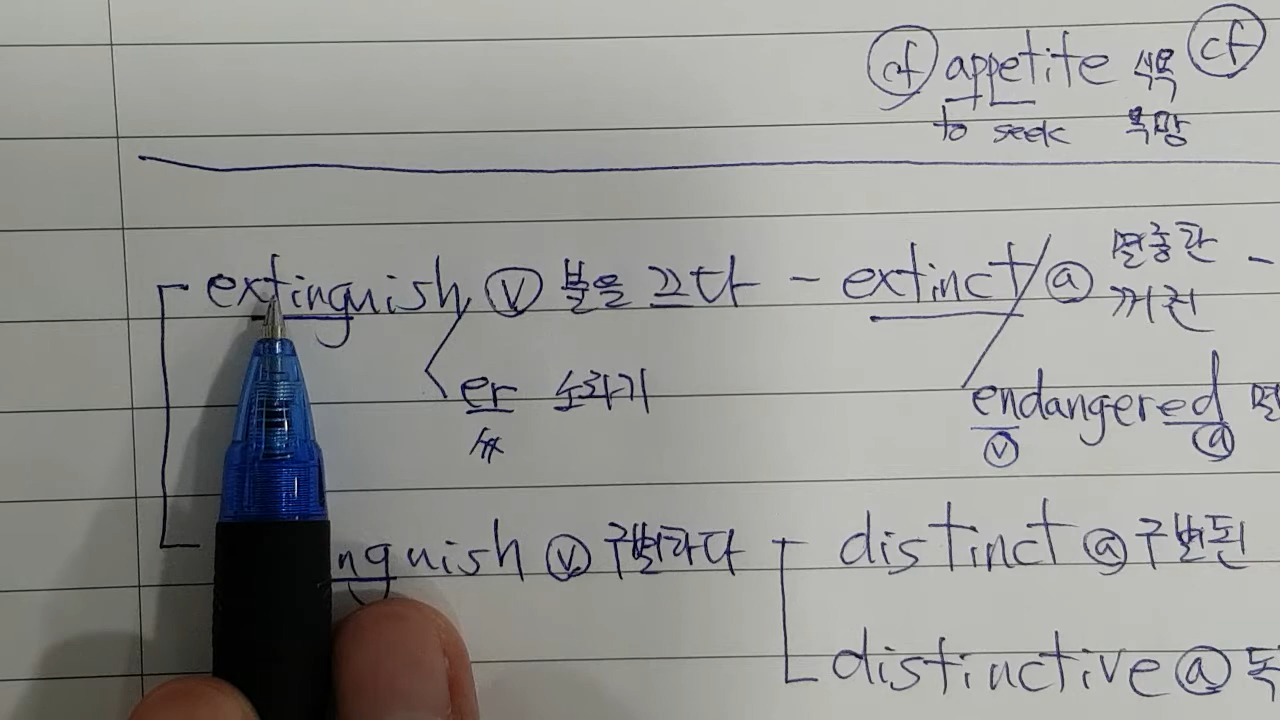 cf appetite 식욕 cf
to seek 욕망
extinguish v 불을 끄다 - extinct a 멸종한 -
꺼진
er 소화기
endangered
v a
nguish v 구별하다 distinct a 구별된
distinctive a 독